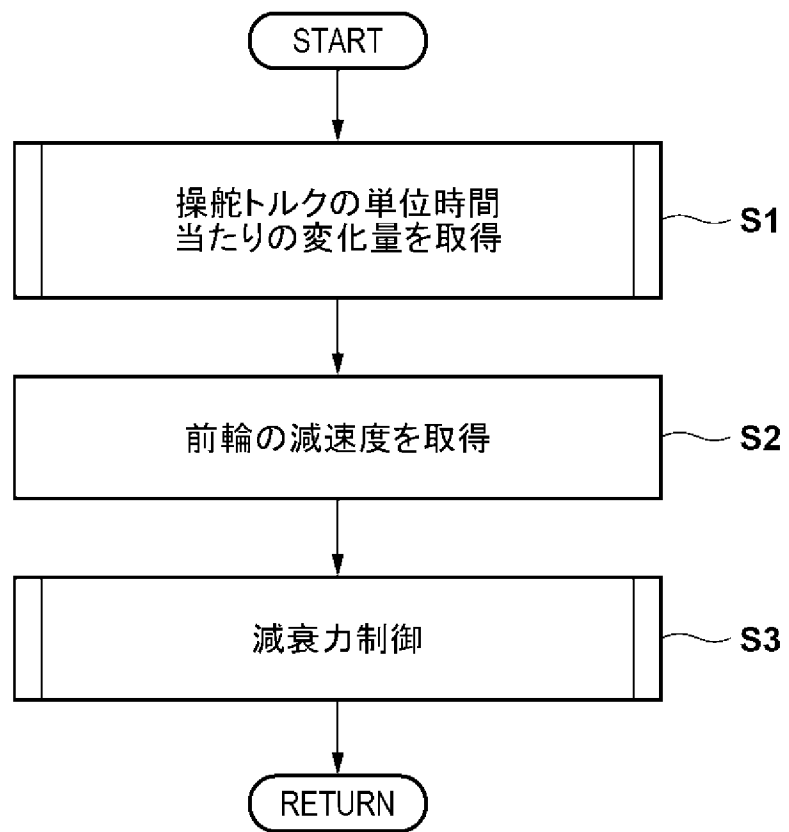 START
操舵トルクの単位時間
当たりの変化量を取得
S1
前輪の減速度を取得
S2
減衰力制御
S3
RETURN